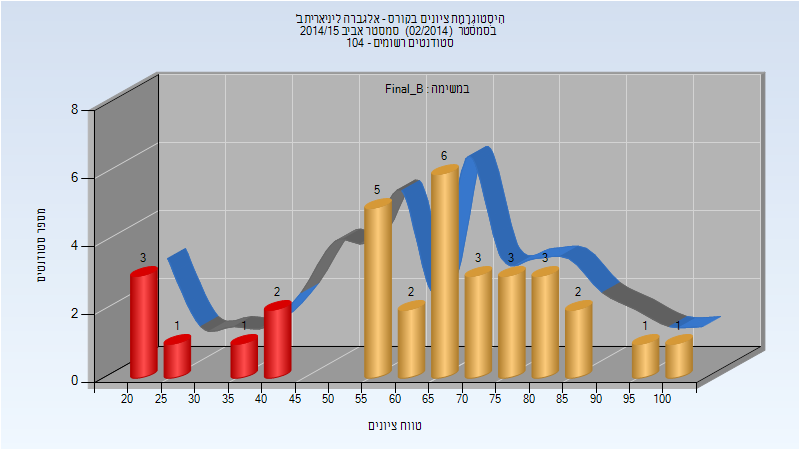 היסטוגרמת ציונים בקורס - אלגברה ליניארית ב'
בסמסטר (02/2014) סמסטר אביב 2014/15
סטודנטים רשומים - 104
במשימה : Final_B
מספר סטודנטים
8
6
4
2
0
3
1
1
2
5
2
6
3
3
3
2
1
1
20 25 30 35 40 45 50 55 60 65 70 75 80 85 90 95 100
טווח ציונים